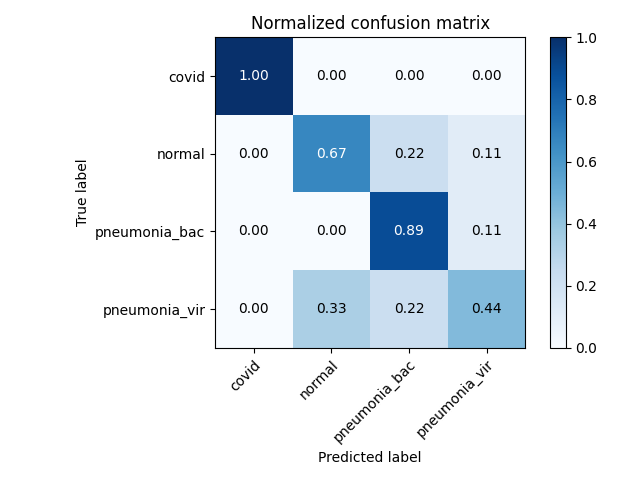 Normalized confusion matrix
True label
covid 1.00 0.00 0.00 0.00
normal 0.00 0.67 0.22 0.11
pneumonia_bac 0.00 0.00 0.89 0.11
pneumonia_vir 0.00 0.33 0.22 0.44
covid normal pneumonia_bac pneumonia_vir
Predicted label
1.0
0.8
0.6
0.4
0.2
0.0